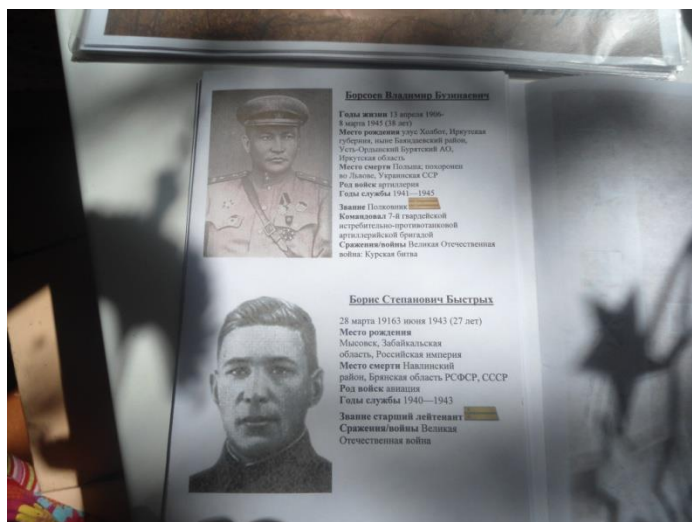 Борсоев Владимир Бузинаевич
Годы жизни 13 апреля 1906-
8 марта 1945 (38 лет)
Место рождения улус Холбот, Иркутская
губерния, ныне Баяндаевский район,
Усть-Ордынский Бурятский АО,
Иркутская область
Место смерти Польша; похоронен
во Львове, Украинская ССР
Род войск артиллерия
Годы службы 1941—1945
Звание Полковник
Командовал 7-й гвардейской
истребительно-противотанковой
артиллерийской бригадой
Сражения/войны Великая Отечественная
война: Курская битва
Борис Степанович Быстрых
28 марта 19163 июня 1943 (27 лет)
Место рождения
Мысовск, Забайкальская
область, Российская империя
Место смерти Навлинский
район, Брянская область РСФСР, СССР
Род войск авиация
Годы службы 1940—1943
Звание старший лейтенант
Сражения/войны Великая
Отечественная война